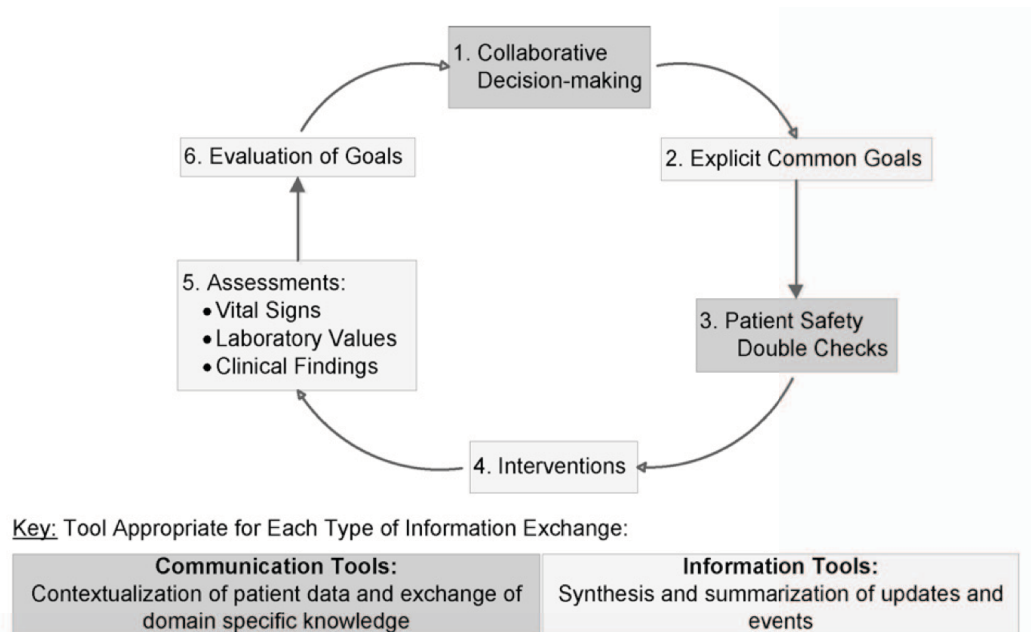 1. Collaborative
Decision-making
2. Explicit Common Goals
3. Patient Safety
Double Checks
4. Interventions
5. Assessments:
• Vital Signs
• Laboratory Values
• Clinical Findings
6. Evaluation of Goals
Key: Tool Appropriate for Each Type of Information Exchange:
Communication Tools:
Contextualization of patient data and exchange of
domain specific knowledge
Information Tools:
Synthesis and summarization of updates and
events